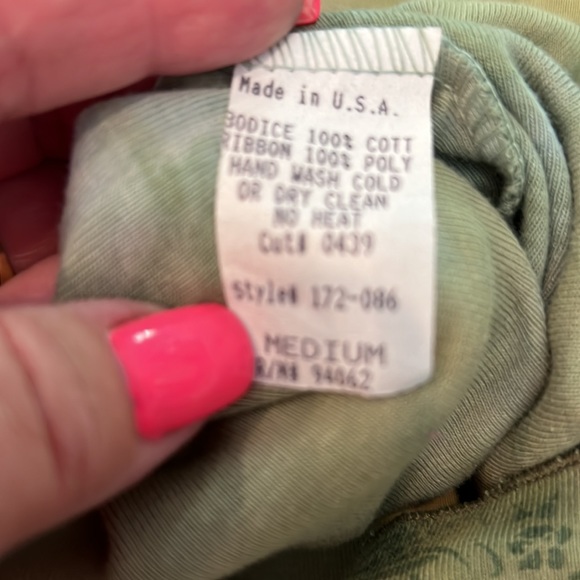 Made in U.S.A.
BODICE 100% COTT
RIBBON 100% POLY
HAND WASH COLD
OR DRY CLEAN
NO HEAT
Cut# 0439
Style# 172-086
MEDIUM
R/N# 94062